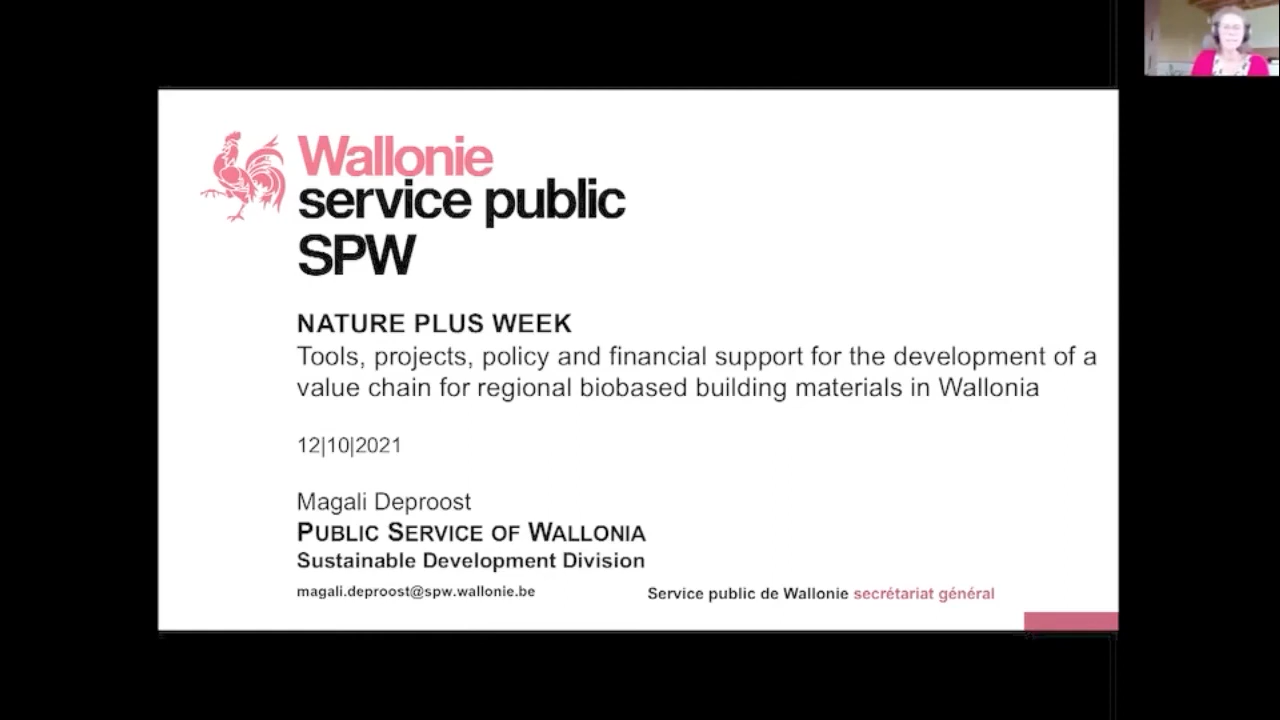 Wallonie
service public
SPW
NATURE PLUS WEEK
Tools, projects, policy and financial support for the development of a
value chain for regional biobased building materials in Wallonia
12|10|2021
Magali Deproost
PUBLIC SERVICE OF WALLONIA
Sustainable Development Division
magali.deproost@spw.wallonie.be
Service public de Wallonie secrétariat général